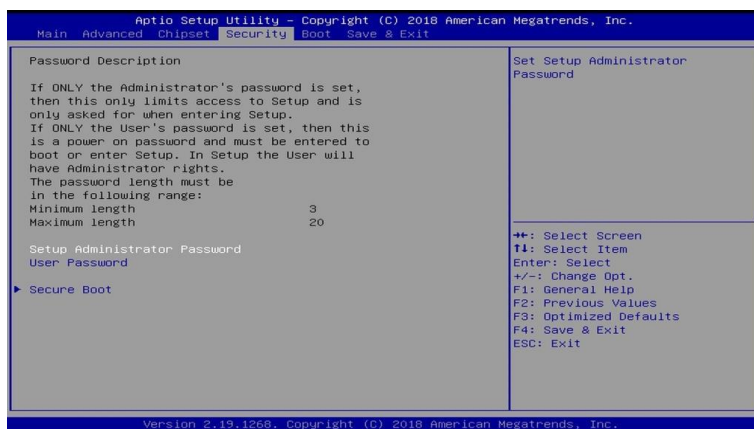 Aptio Setup Utility – Copyright (C) 2018 American Megatrends, Inc.
Main Advanced Chipset Security Boot Save & Exit
Password Description
If ONLY the Administrator's password is set,
then this only limits access to Setup and is
only asked for when entering Setup.
If ONLY the User's password is set, then this
is a power on password and must be entered to
boot or enter Setup. In Setup the User will
have Administrator rights.
The password length must be
in the following range:
Minimum length 3
Maximum length 20
Setup Administrator Password
User Password
▶ Secure Boot
Set Setup Administrator
Password
→←: Select Screen
↑↓: Select Item
Enter: Select
+/-: Change Opt.
F1: General Help
F2: Previous Values
F3: Optimized Defaults
F4: Save & Exit
ESC: Exit
Version 2.19.1268. Copyright (C) 2018 American Megatrends, Inc.